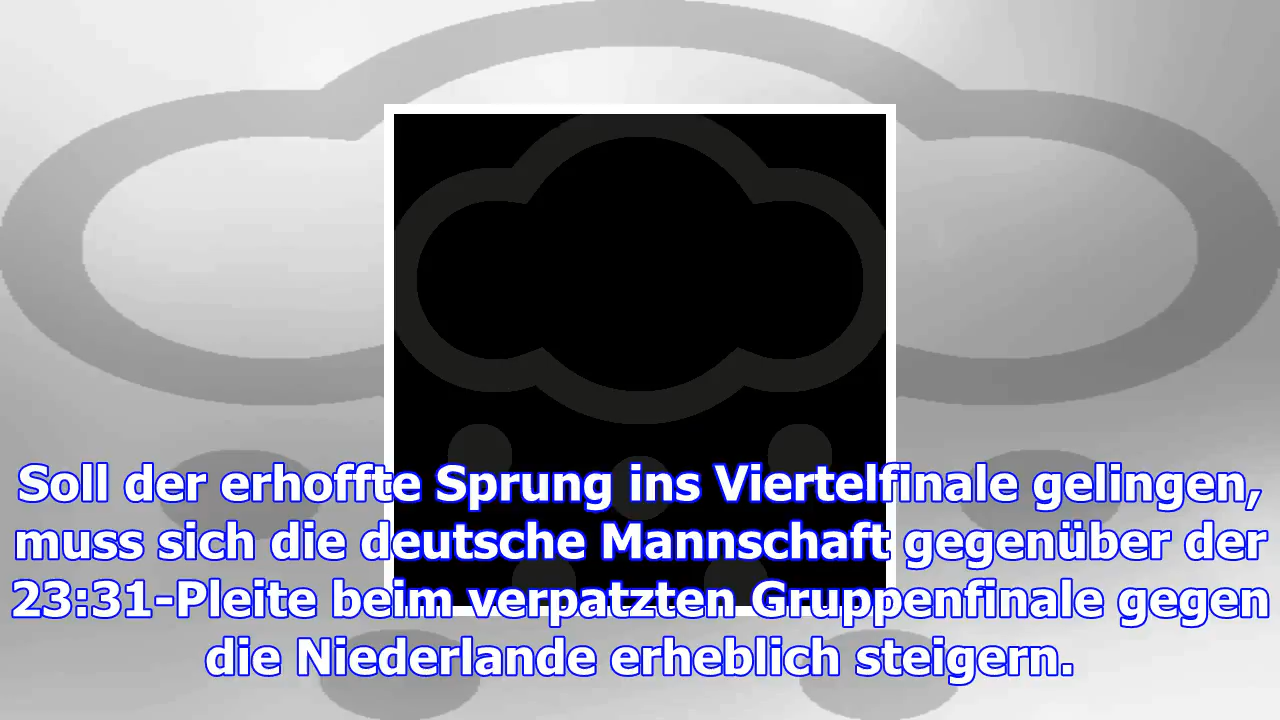 Soll der erhoffte Sprung ins Viertelfinale gelingen,
muss sich die deutsche Mannschaft gegenüber der
23:31-Pleite beim verpatzten Gruppenfinale gegen
die Niederlande erheblich steigern.